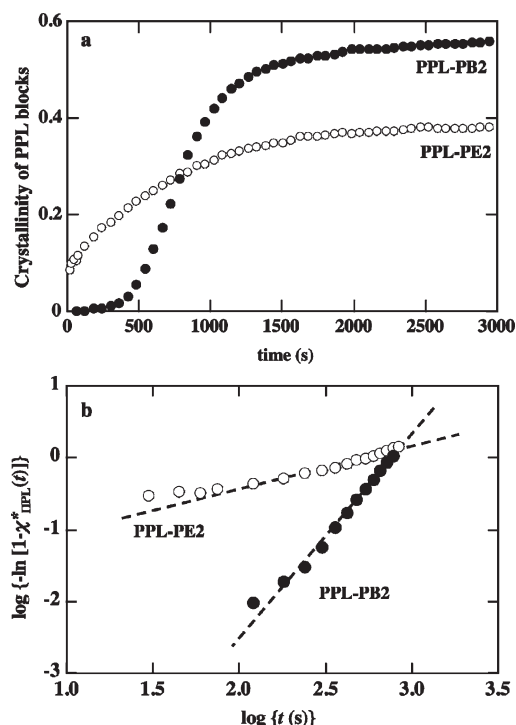 a
0.6
0.4
0.2
0
Crystallinity of PPL blocks
PPL-PB2
PPL-PE2
0 500 1000 1500 2000 2500 3000
time (s)
b
1
0
-1
-2
-3
log {-ln [1-χ*ΠPL(t)]}
PPL-PE2
PPL-PB2
1.0 1.5 2.0 2.5 3.0 3.5
log {t (s)}